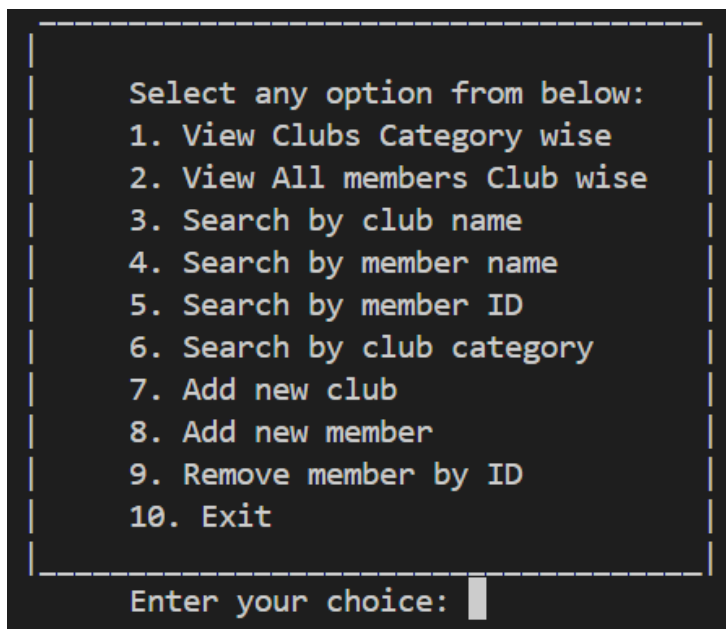 Select any option from below:
1. View Clubs Category wise
2. View All members Club wise
3. Search by club name
4. Search by member name
5. Search by member ID
6. Search by club category
7. Add new club
8. Add new member
9. Remove member by ID
10. Exit
Enter your choice: